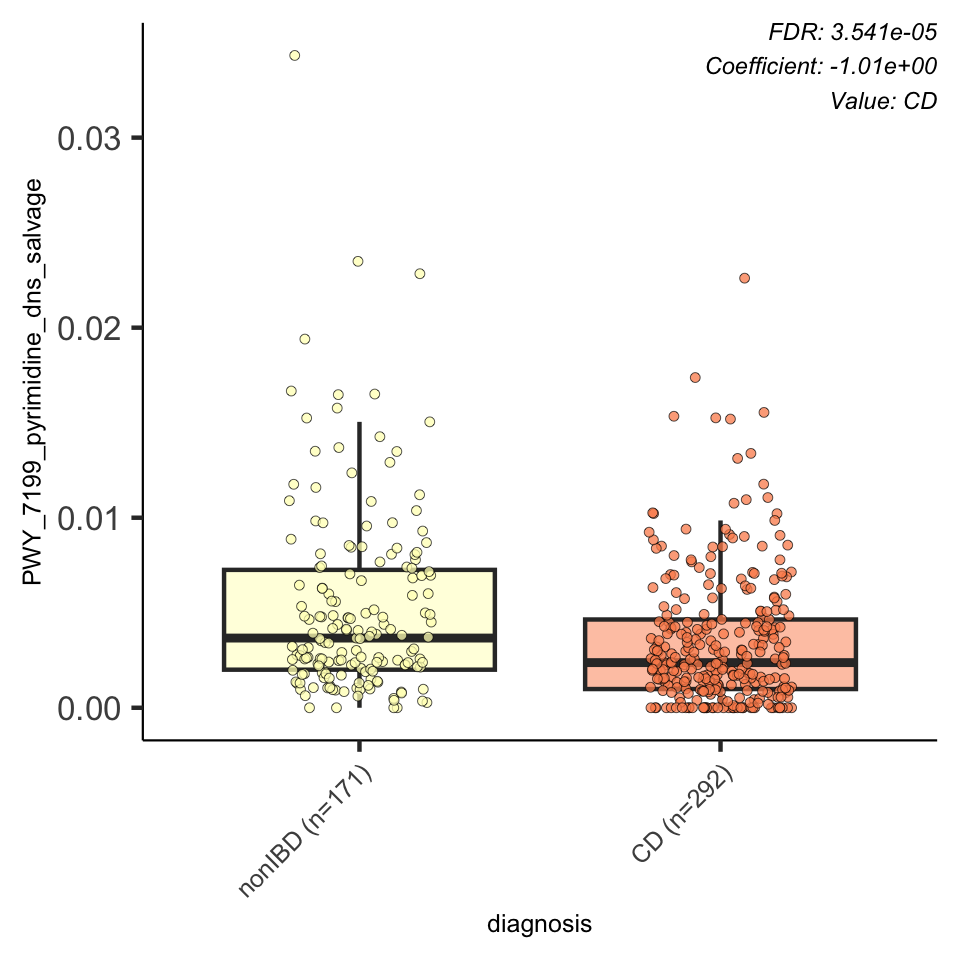 FDR: 3.541e-05
Coefficient: -1.01e+00
Value: CD
PWY_7199_pyrimidine_dns_salvage
0.03
0.02
0.01
0.00
nonIBD (n=171)
CD (n=292)
diagnosis